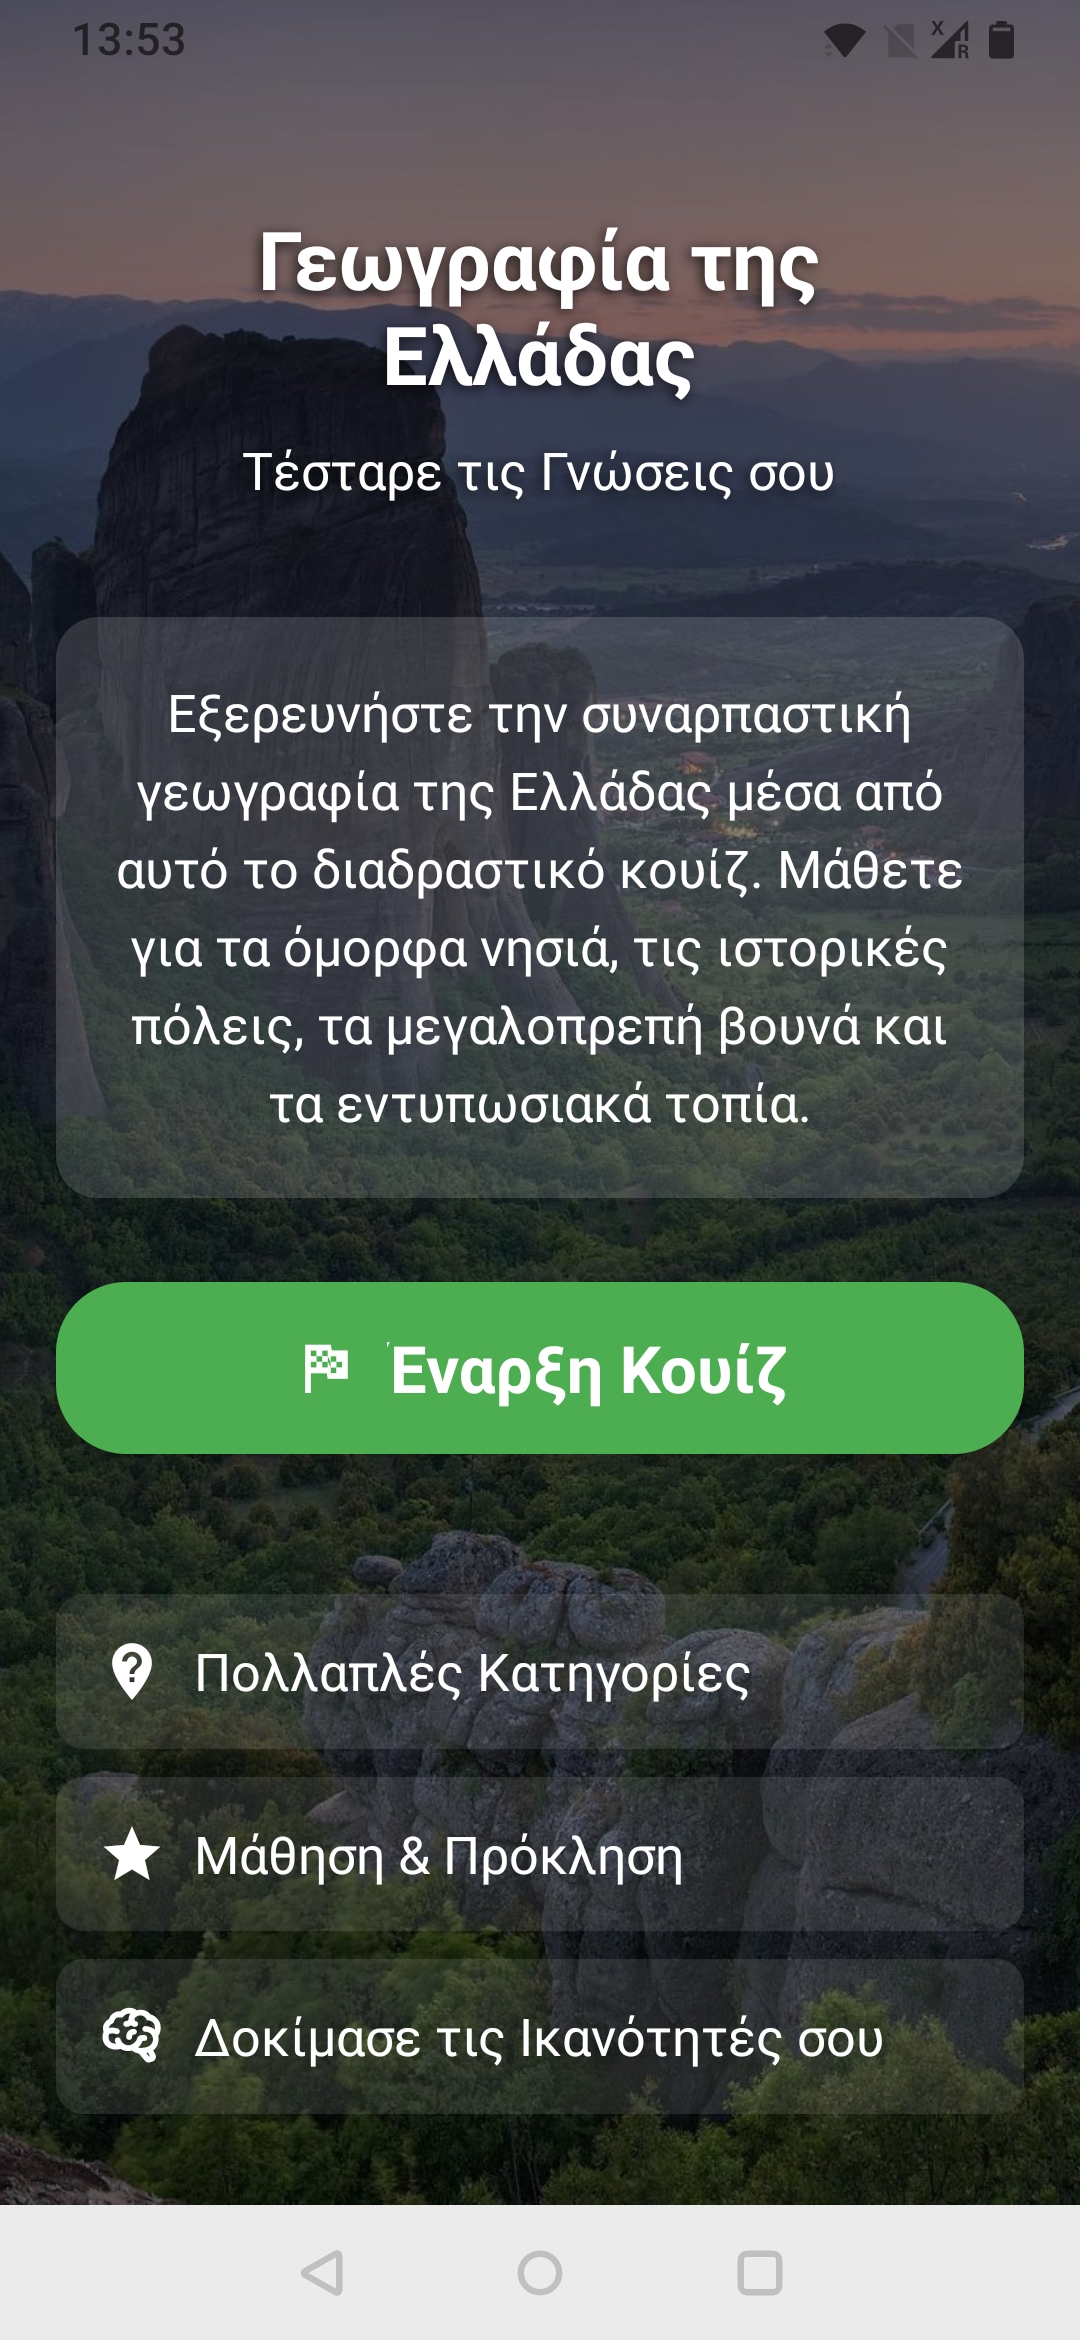 13:53
Γεωγραφία της
Ελλάδας
Τέσταρε τις Γνώσεις σου
Εξερευνήστε την συναρπαστική
γεωγραφία της Ελλάδας μέσα από
αυτό το διαδραστικό κουίζ. Μάθετε
για τα όμορφα νησιά, τις ιστορικές
πόλεις, τα μεγαλοπρεπή βουνά και
τα εντυπωσιακά τοπία.
Έναρξη Κουίζ
Πολλαπλές Κατηγορίες
Μάθηση & Πρόκληση
Δοκίμασε τις Ικανότητές σου